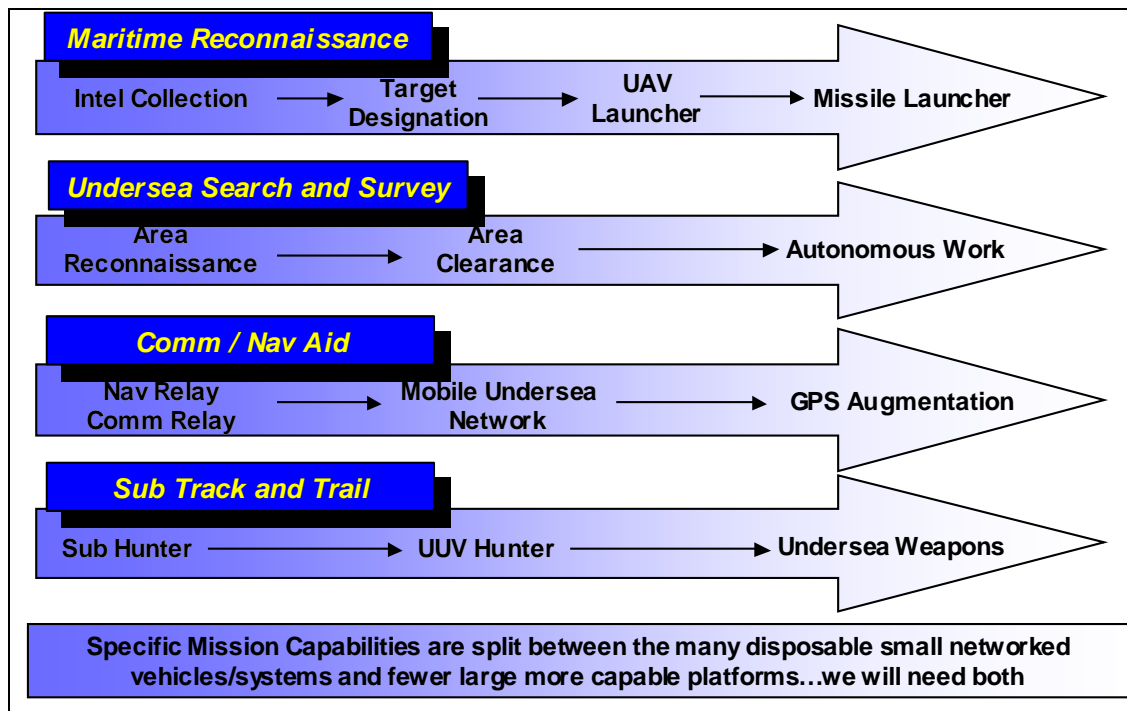 Maritime Reconnaissance
Intel Collection
Target
Designation
UAV
Launcher
Missile Launcher
Undersea Search and Survey
Area
Reconnaissance
Area
Clearance
Autonomous Work
Comm / Nav Aid
Nav Relay
Comm Relay
Mobile Undersea
Network
GPS Augmentation
Sub Track and Trail
Sub Hunter
UUV Hunter
Undersea Weapons
Specific Mission Capabilities are split between the many disposable small networked
vehicles/systems and fewer large more capable platforms…we will need both